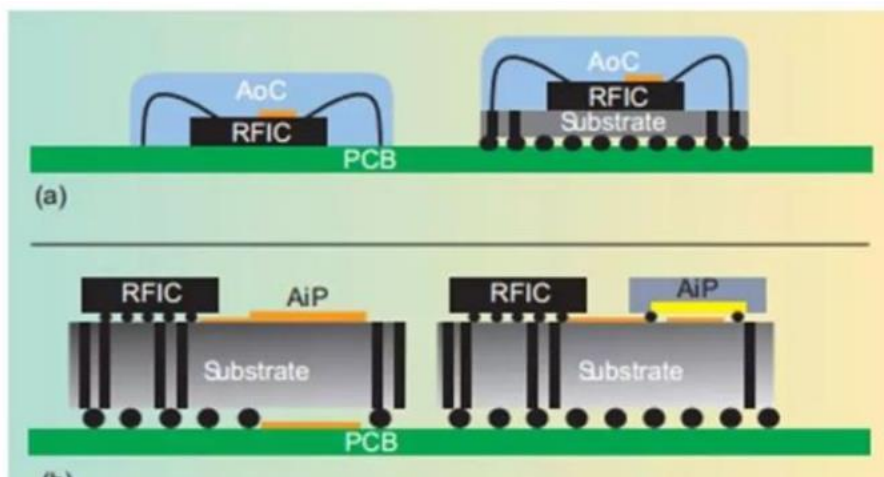 AoC
RFIC
PCB
AoC
RFIC
Substrate
(a)
RFIC
AiP
Substrate
PCB
RFIC
AiP
Substrate
(b)